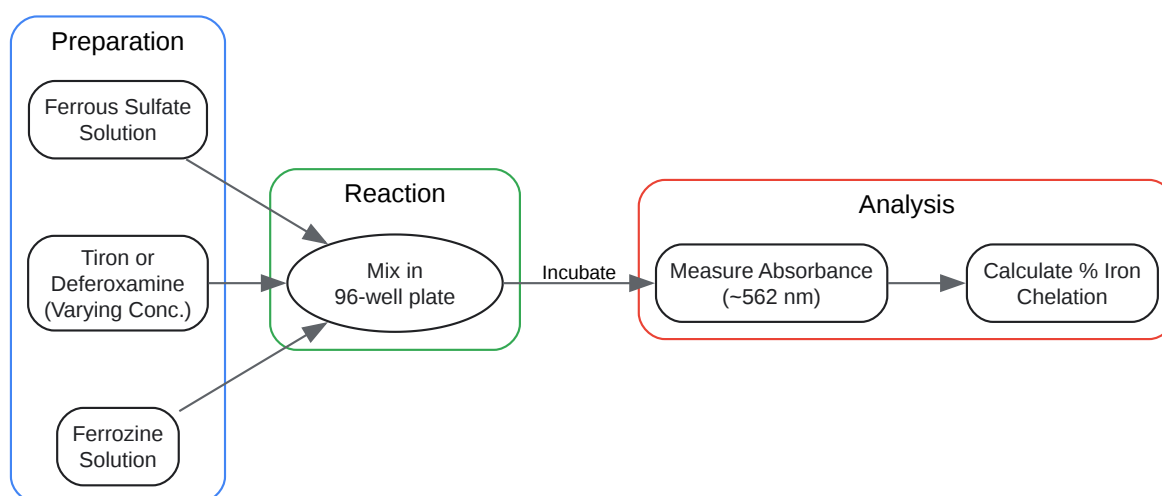 Preparation
Ferrous Sulfate
Solution
Tiron or
Deferoxamine
(Varying Conc.)
Ferrozine
Solution
Reaction
Mix in
96-well plate
Incubate
Analysis
Measure Absorbance
(~562 nm)
Calculate % Iron
Chelation